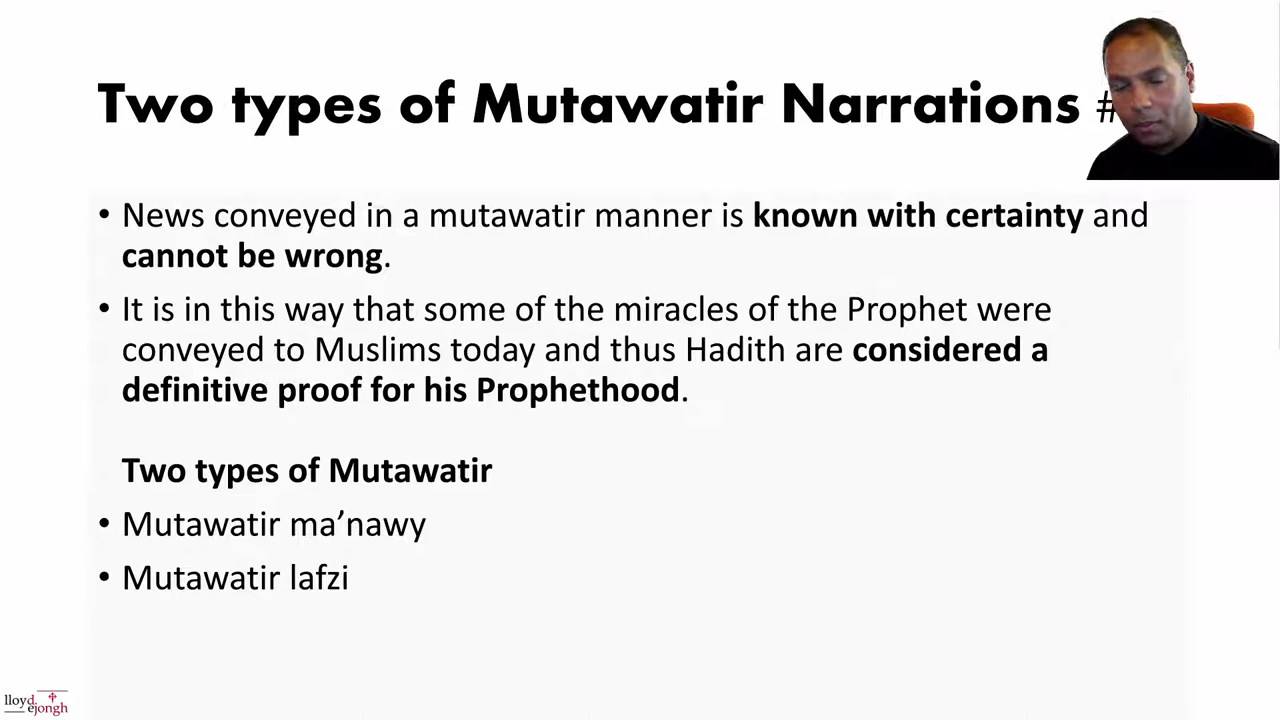 Two types of Mutawatir Narrations #
• News conveyed in a mutawatir manner is known with certainty and
cannot be wrong.
• It is in this way that some of the miracles of the Prophet were
conveyed to Muslims today and thus Hadith are considered a
definitive proof for his Prophethood.
Two types of Mutawatir
• Mutawatir ma’nawy
• Mutawatir lafzi
lloyd
ejongh